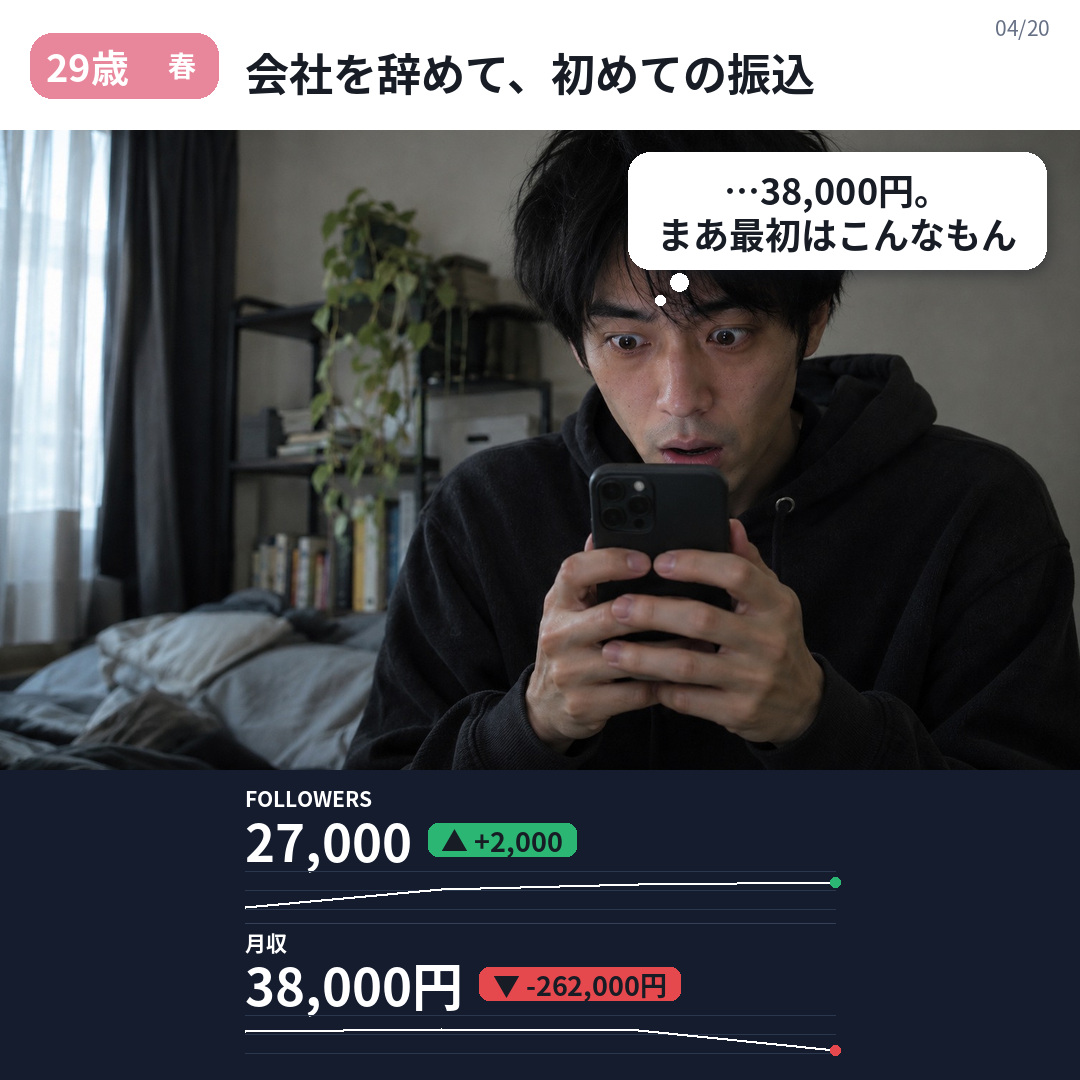 04/20
29歳 春
会社を辞めて、初めての振込
…38,000円。
まあ最初はこんなもん
FOLLOWERS
27,000 ▲ +2,000
月収
38,000円 ▼ -262,000円